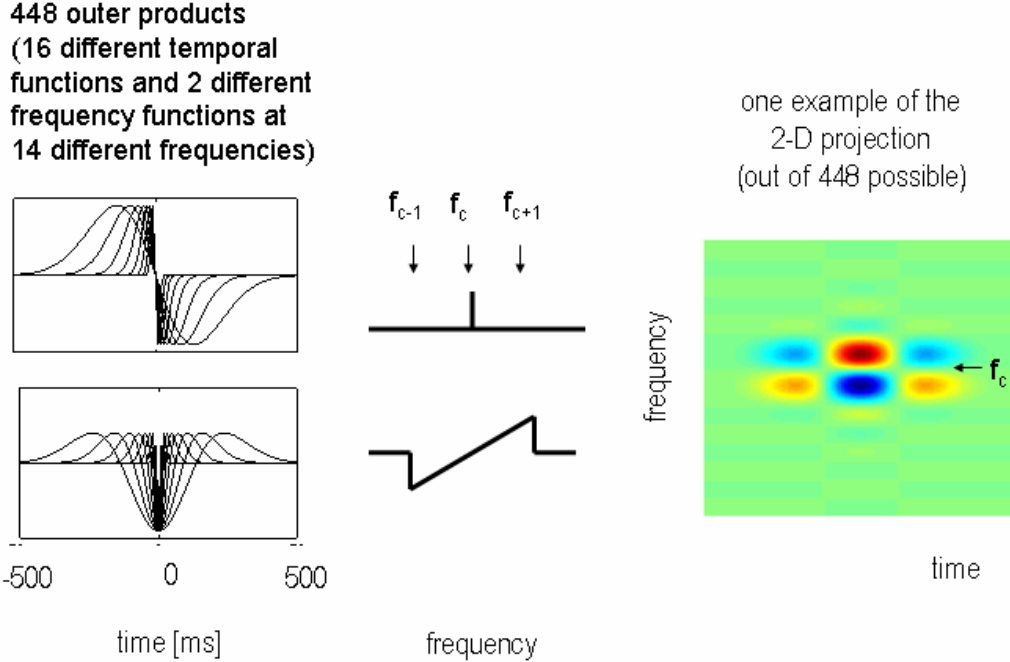 448 outer products
(16 different temporal
functions and 2 different
frequency functions at
14 different frequencies)
one example of the
2-D projection
(out of 448 possible)
f_{c-1} f_c f_{c+1}
frequency
f_c
-500 0 500
time
time [ms]
frequency